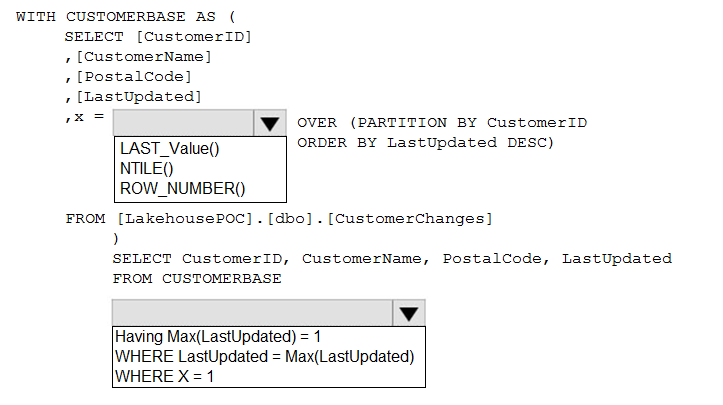 WITH CUSTOMERBASE AS (
SELECT [CustomerID]
,[CustomerName]
,[PostalCode]
,[LastUpdated]
,x =
OVER (PARTITION BY CustomerID
ORDER BY LastUpdated DESC)
LAST_Value()
NTILE()
ROW_NUMBER()
FROM [LakehousePOC].[dbo].[CustomerChanges]
)
SELECT CustomerID, CustomerName, PostalCode, LastUpdated
FROM CUSTOMERBASE
Having Max(LastUpdated) = 1
WHERE LastUpdated = Max(LastUpdated)
WHERE X = 1